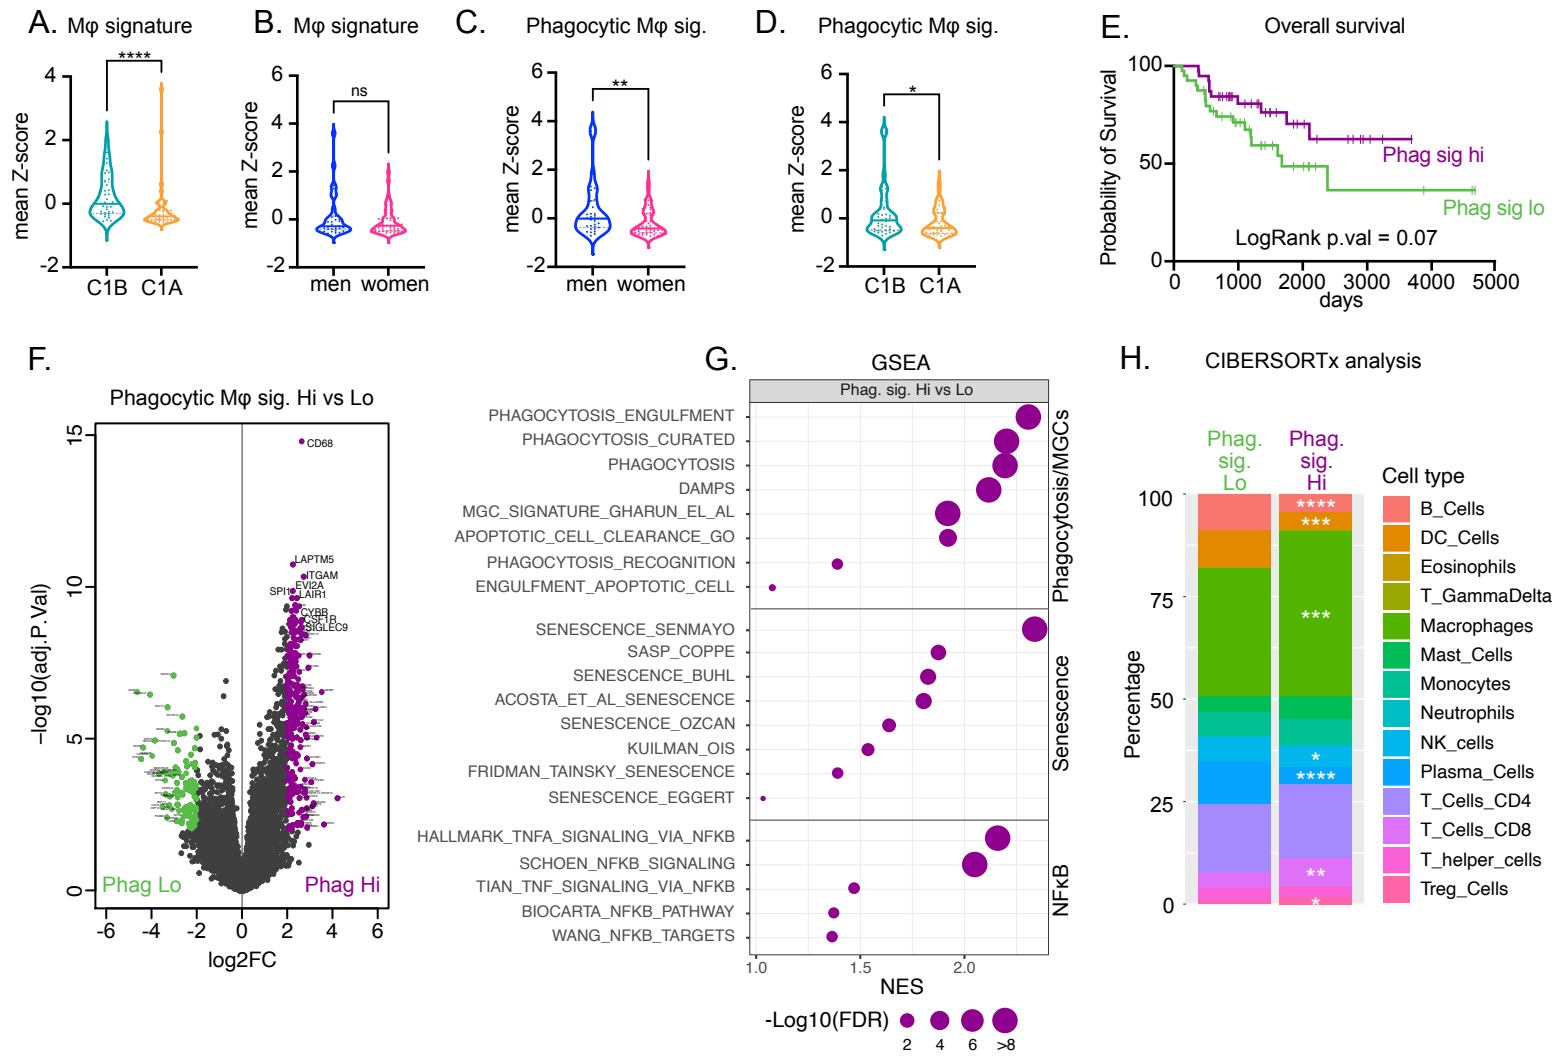 A. Mφ signature
****
mean Z-score
4
2
0
-2
C1B C1A
B. Mφ signature
ns
mean Z-score
6
4
2
0
-2
men women
C. Phagocytic Mφ sig.
**
mean Z-score
6
4
2
0
-2
men women
D. Phagocytic Mφ sig.
*
mean Z-score
6
4
2
0
-2
C1B C1A
E. Overall survival
Probability of Survival
100
50
0
Phag sig hi
Phag sig lo
LogRank p.val = 0.07
0 1000 2000 3000 4000 5000
days
F.
Phagocytic Mφ sig. Hi vs Lo
−log10(adj.P.Val)
15
10
5
0
CD68
LAPTM5
ITGAM
EVI2A
SPI1
LAIR1
CYBB
CSF1R
SIGLEC9
Phag Lo
Phag Hi
-6 -4 -2 0 2 4 6
log2FC
G. GSEA
Phag. sig. Hi vs Lo
PHAGOCYTOSIS_ENGULFMENT
PHAGOCYTOSIS_CURATED
PHAGOCYTOSIS
DAMPS
MGC_SIGNATURE_GHARUN_EL_AL
APOPTOTIC_CELL_CLEARANCE_GO
PHAGOCYTOSIS_RECOGNITION
ENGULFMENT_APOPTOTIC_CELL
Phagocytosis/MGCs
SENESCENCE_SENMAYO
SASP_COPPE
SENESCENCE_BUHL
ACOSTA_ET_AL_SENESCENCE
SENESCENCE_OZCAN
KUILMAN_OIS
FRIDMAN_TAINSKY_SENESCENCE
SENESCENCE_EGGERT
Senescence
HALLMARK_TNFA_SIGNALING_VIA_NFKB
SCHOEN_NFKB_SIGNALING
TIAN_TNF_SIGNALING_VIA_NFKB
BIOCARTA_NFKB_PATHWAY
WANG_NFKB_TARGETS
NFκB
1.0 1.5 2.0
NES
-Log10(FDR)
2 4 6 >8
H. CIBERSORTx analysis
Phag.
sig.
Lo
Phag.
sig.
Hi
Percentage
100
75
50
25
0
****
***
***
*
****
**
*
Cell type
B_Cells
DC_Cells
Eosinophils
T_GammaDelta
Macrophages
Mast_Cells
Monocytes
Neutrophils
NK_cells
Plasma_Cells
T_Cells_CD4
T_Cells_CD8
T_helper_cells
Treg_Cells